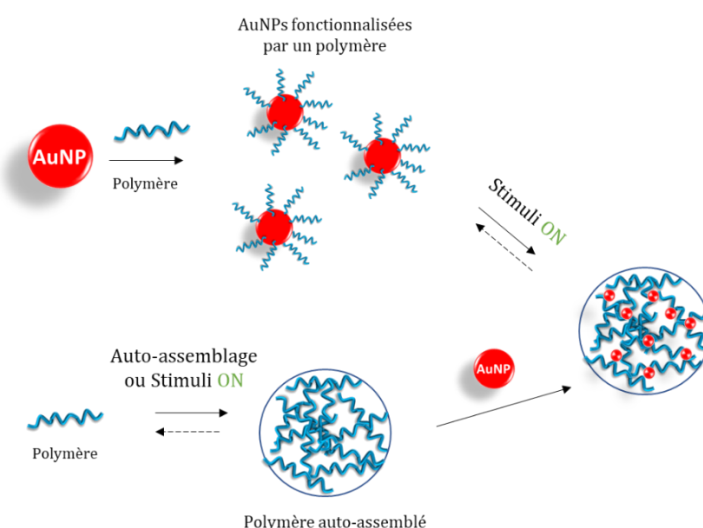 AuNPs fonctionnalisées
par un polymère
AuNP
Polymère
Stimuli ON
Auto-assemblage
ou Stimuli ON
AuNP
Polymère
Polymère auto-assemblé